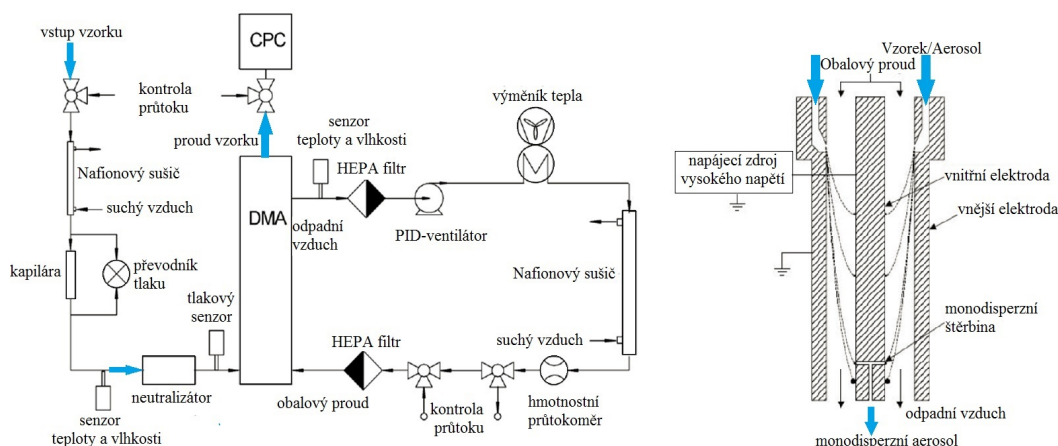 vstup vzorku
CPC
kontrola
průtoku
proud vzorku
senzor
teploty a vlhkosti
výměník tepla
HEPA filtr
Nafionový sušič
suchý vzduch
DMA
odpadní
vzduch
PID-ventilátor
kapilára
převodník
tlaku
Nafionový sušič
tlakový
senzor
HEPA filtr
suchý vzduch
neutralizátor
obalový proud
kontrola
průtoku
hmotnostní
průtokoměr
senzor
teploty a vlhkosti
Vzorek/Aerosol
Obalový proud
napájecí zdroj
vysokého napětí
vnitřní elektroda
vnější elektroda
monodisperzní
štěrbina
odpadní vzduch
monodisperzní aerosol